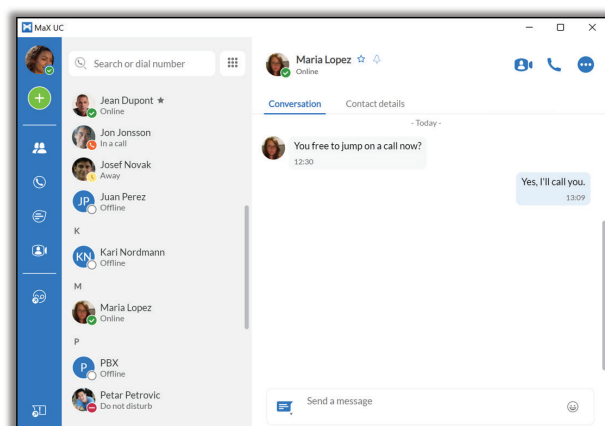 MaX UC
Search or dial number
Jean Dupont ★
Online
Jon Jonsson
In a call
Josef Novak
Away
JP
Juan Perez
Offline
K
KN
Kari Nordmann
Offline
M
Maria Lopez
Online
P
P
PBX
Offline
Petar Petrovic
Do not disturb
Maria Lopez
Online
Conversation Contact details
- Today -
You free to jump on a call now?
12:30
Yes, I'll call you.
13:09
Send a message